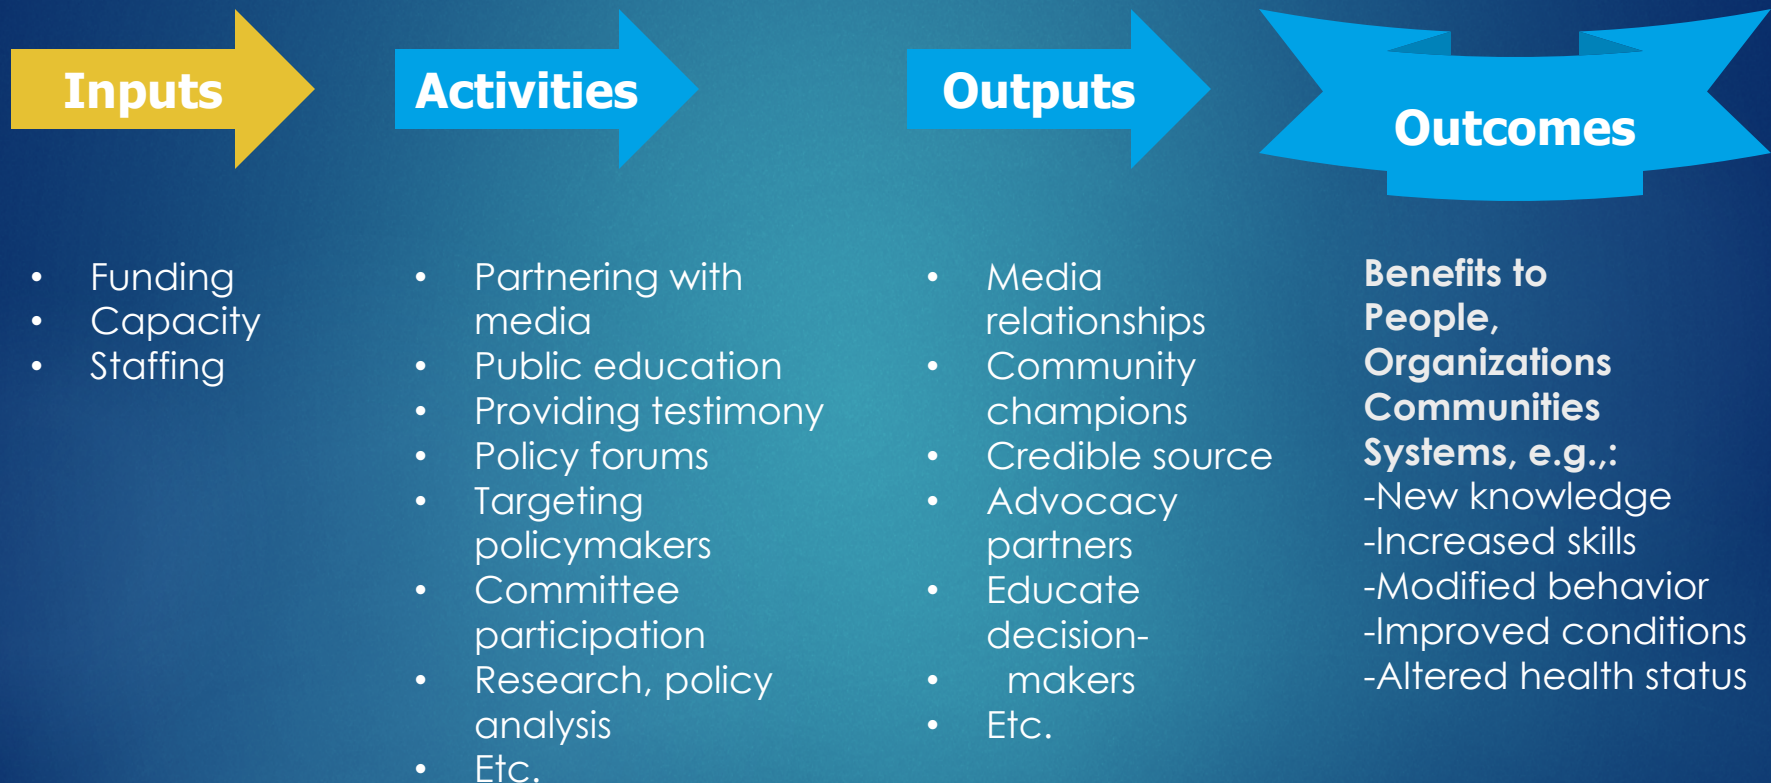 Inputs
Activities
Outputs
Outcomes
• Funding
• Capacity
• Staffing
• Partnering with
media
• Public education
• Providing testimony
• Policy forums
• Targeting
policymakers
• Committee
participation
• Research, policy
analysis
• Etc.
• Media
relationships
• Community
champions
• Credible source
• Advocacy
partners
• Educate
decision-
• makers
• Etc.
Benefits to
People,
Organizations
Communities
Systems, e.g.,:
-New knowledge
-Increased skills
-Modified behavior
-Improved conditions
-Altered health status